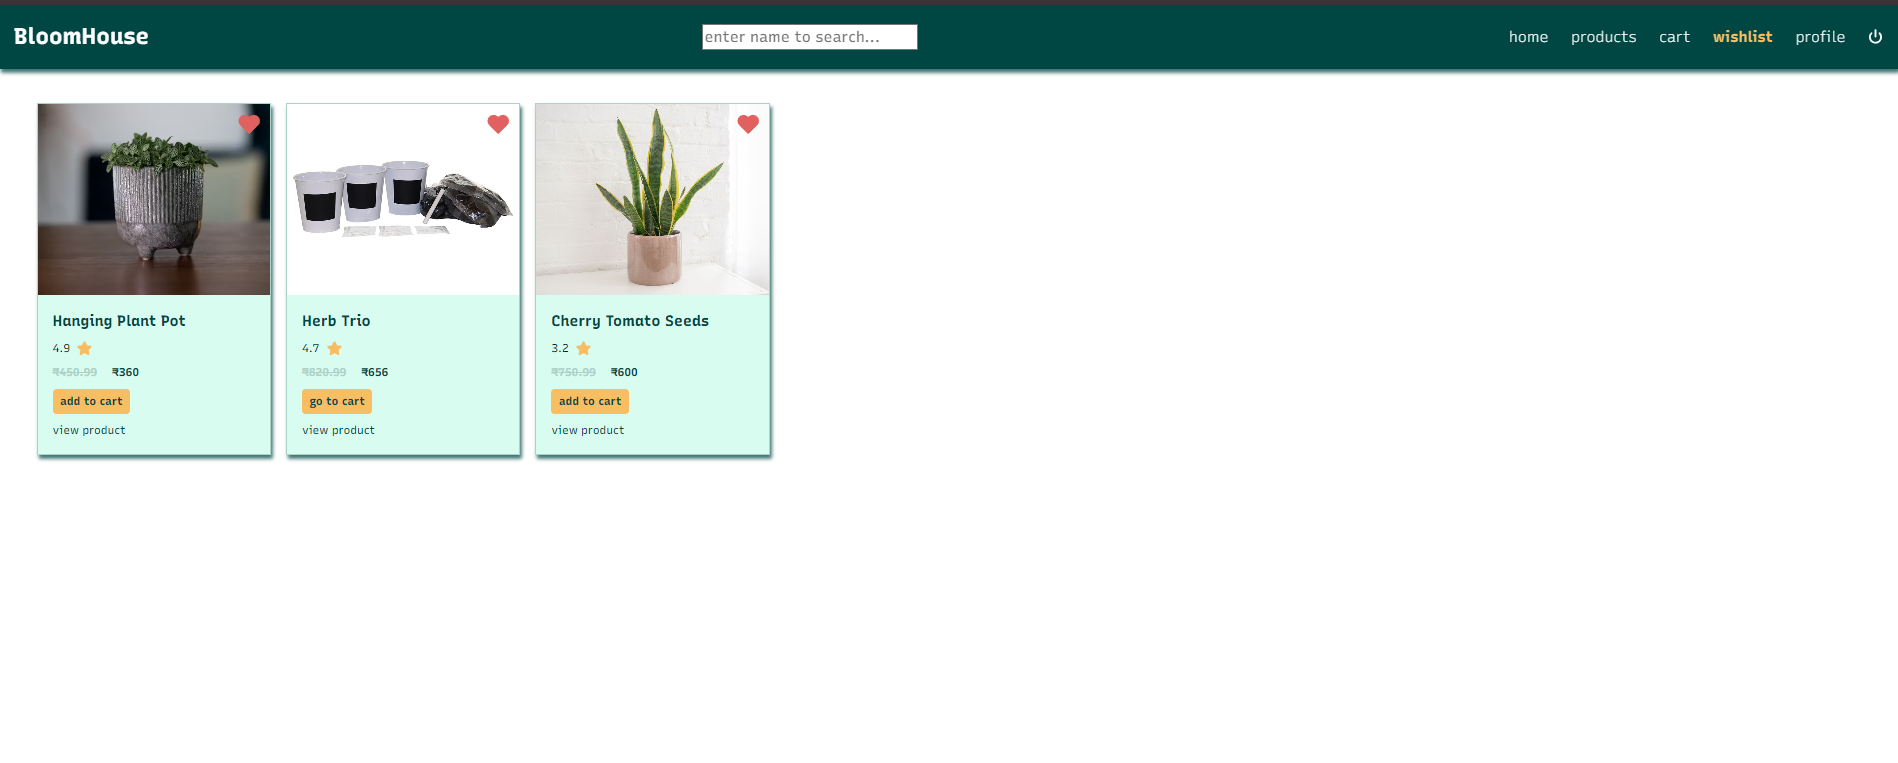 BloomHouse
enter name to search...
home products cart wishlist profile
Hanging Plant Pot
4.9
₹450.99 ₹360
add to cart
view product
Herb Trio
4.7
₹820.99 ₹656
go to cart
view product
Cherry Tomato Seeds
3.2
₹750.99 ₹600
add to cart
view product